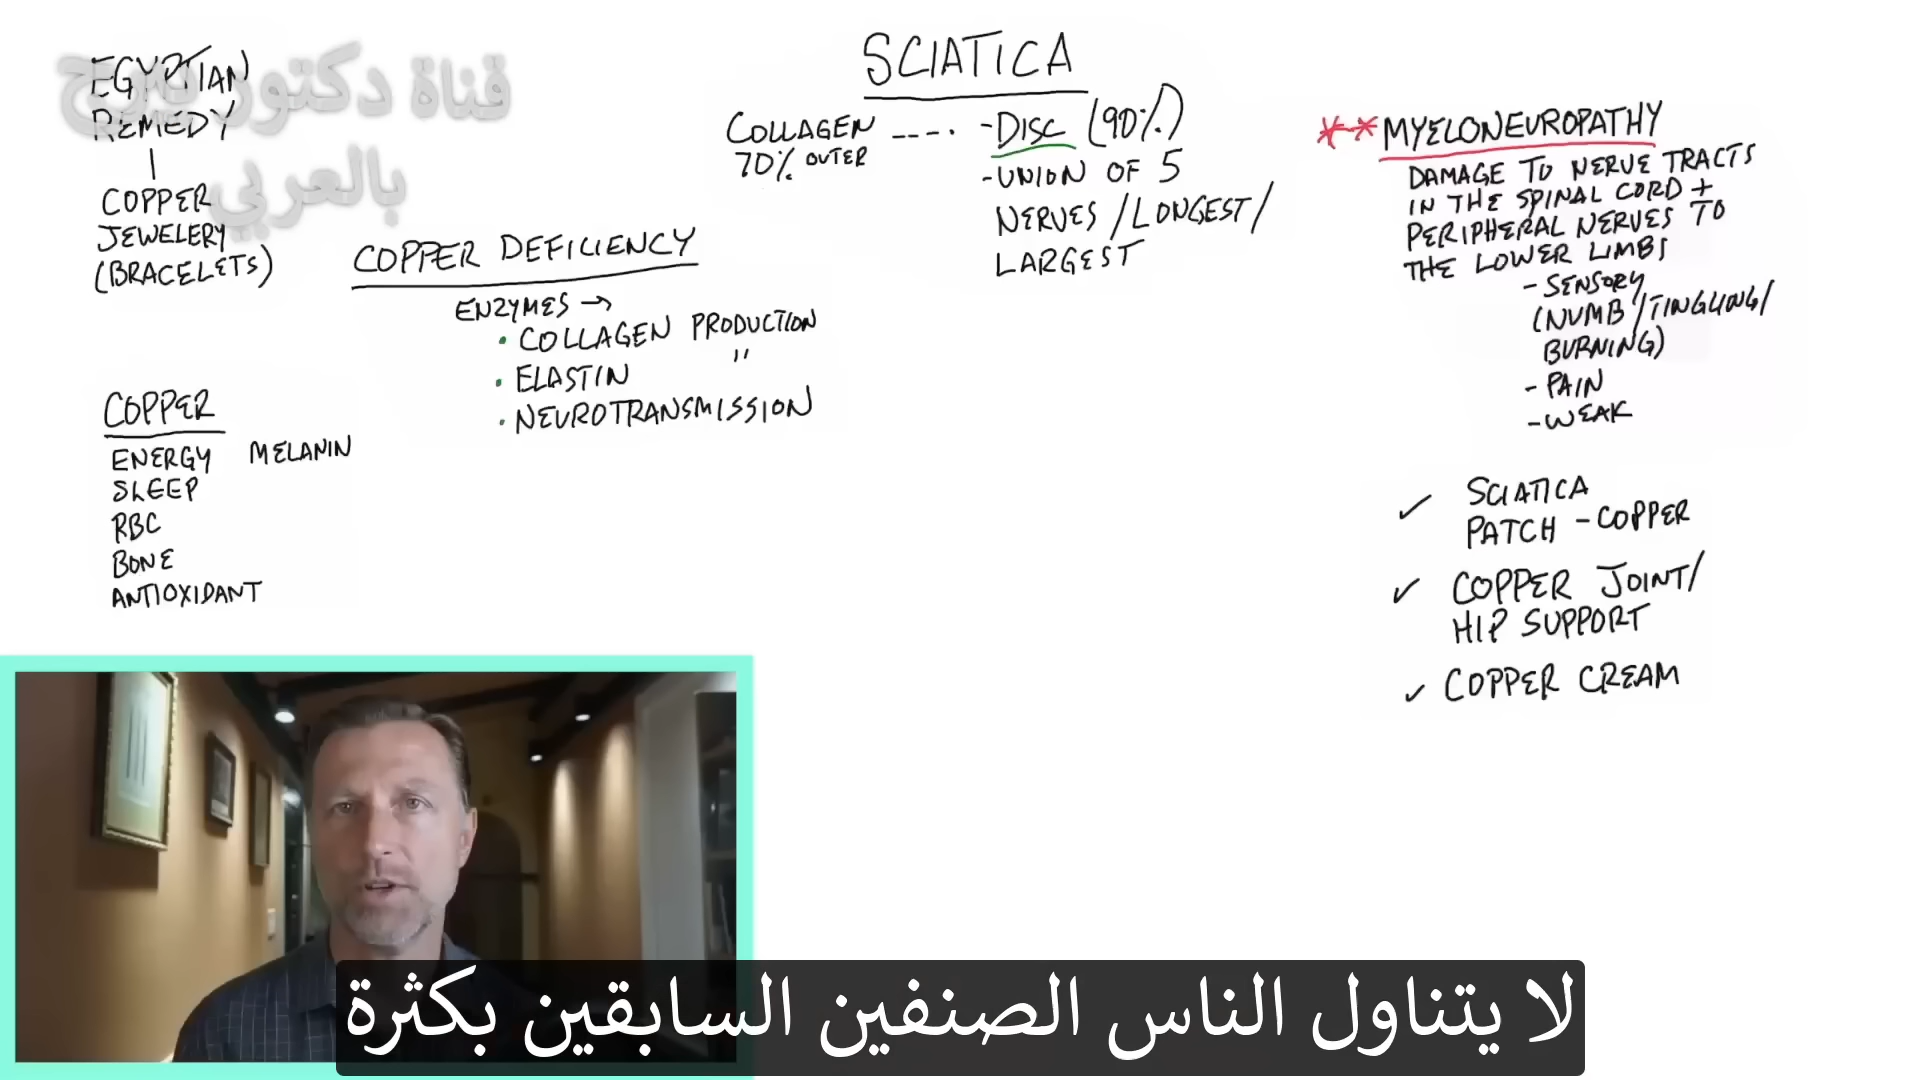 قناة دكتور بيرج
بالعربي
EGYPTIAN
REMEDY
COPPER
JEWELERY
(BRACELETS)
COPPER
ENERGY MELANIN
SLEEP
RBC
BONE
ANTIOXIDANT
COPPER DEFICIENCY
ENZYMES →
• COLLAGEN PRODUCTION
• ELASTIN "
• NEUROTRANSMISSION
SCIATICA
COLLAGEN ---- - DISC (90%)
70% OUTER
- UNION OF 5
NERVES / LONGEST /
LARGEST
** MYELONEUROPATHY
DAMAGE TO NERVE TRACTS
IN THE SPINAL CORD +
PERIPHERAL NERVES TO
THE LOWER LIMBS
- SENSORY
(NUMB / TINGLING /
BURNING)
- PAIN
- WEAK
✓ SCIATICA
PATCH - COPPER
✓ COPPER JOINT /
HIP SUPPORT
✓ COPPER CREAM
لا يتناول الناس الصنفين السابقين بكثرة